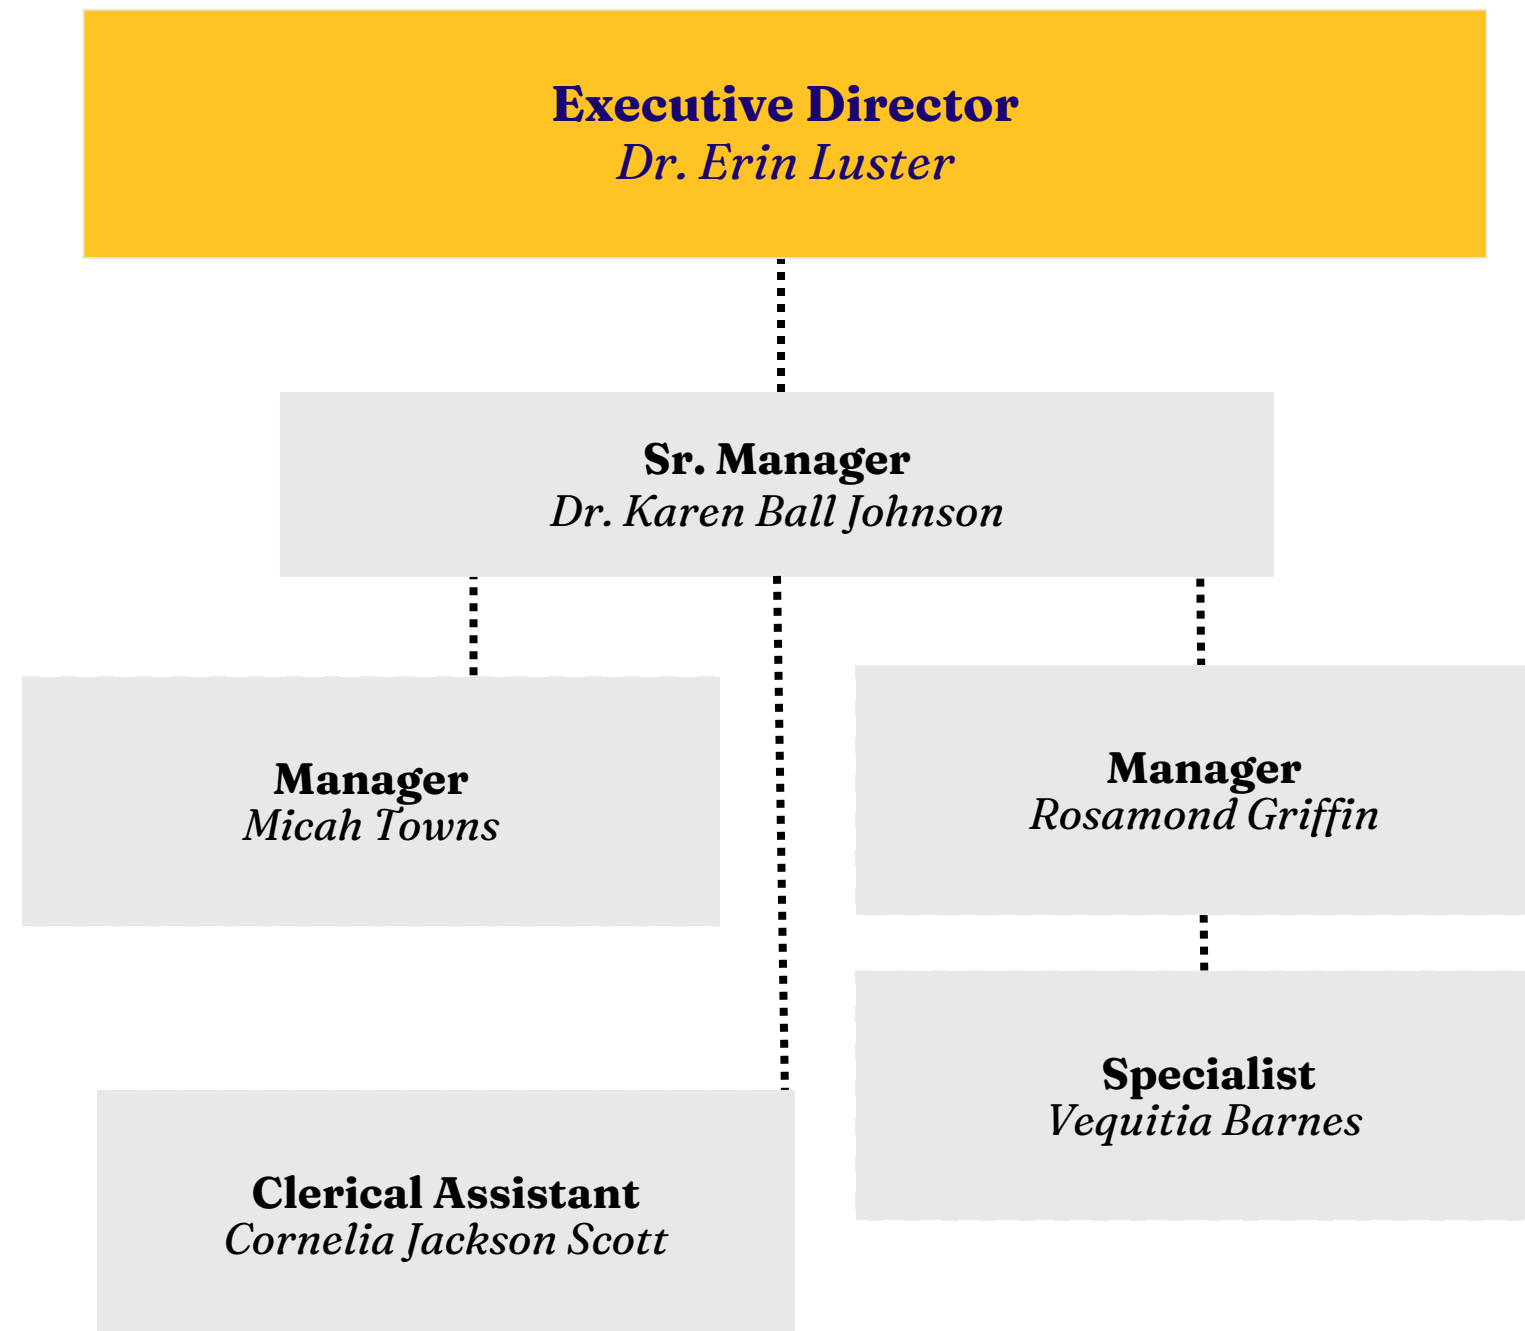 Executive Director
Dr. Erin Luster
Sr. Manager
Dr. Karen Ball Johnson
Manager
Micah Towns
Manager
Rosamond Griffin
Specialist
Vequitia Barnes
Clerical Assistant
Cornelia Jackson Scott